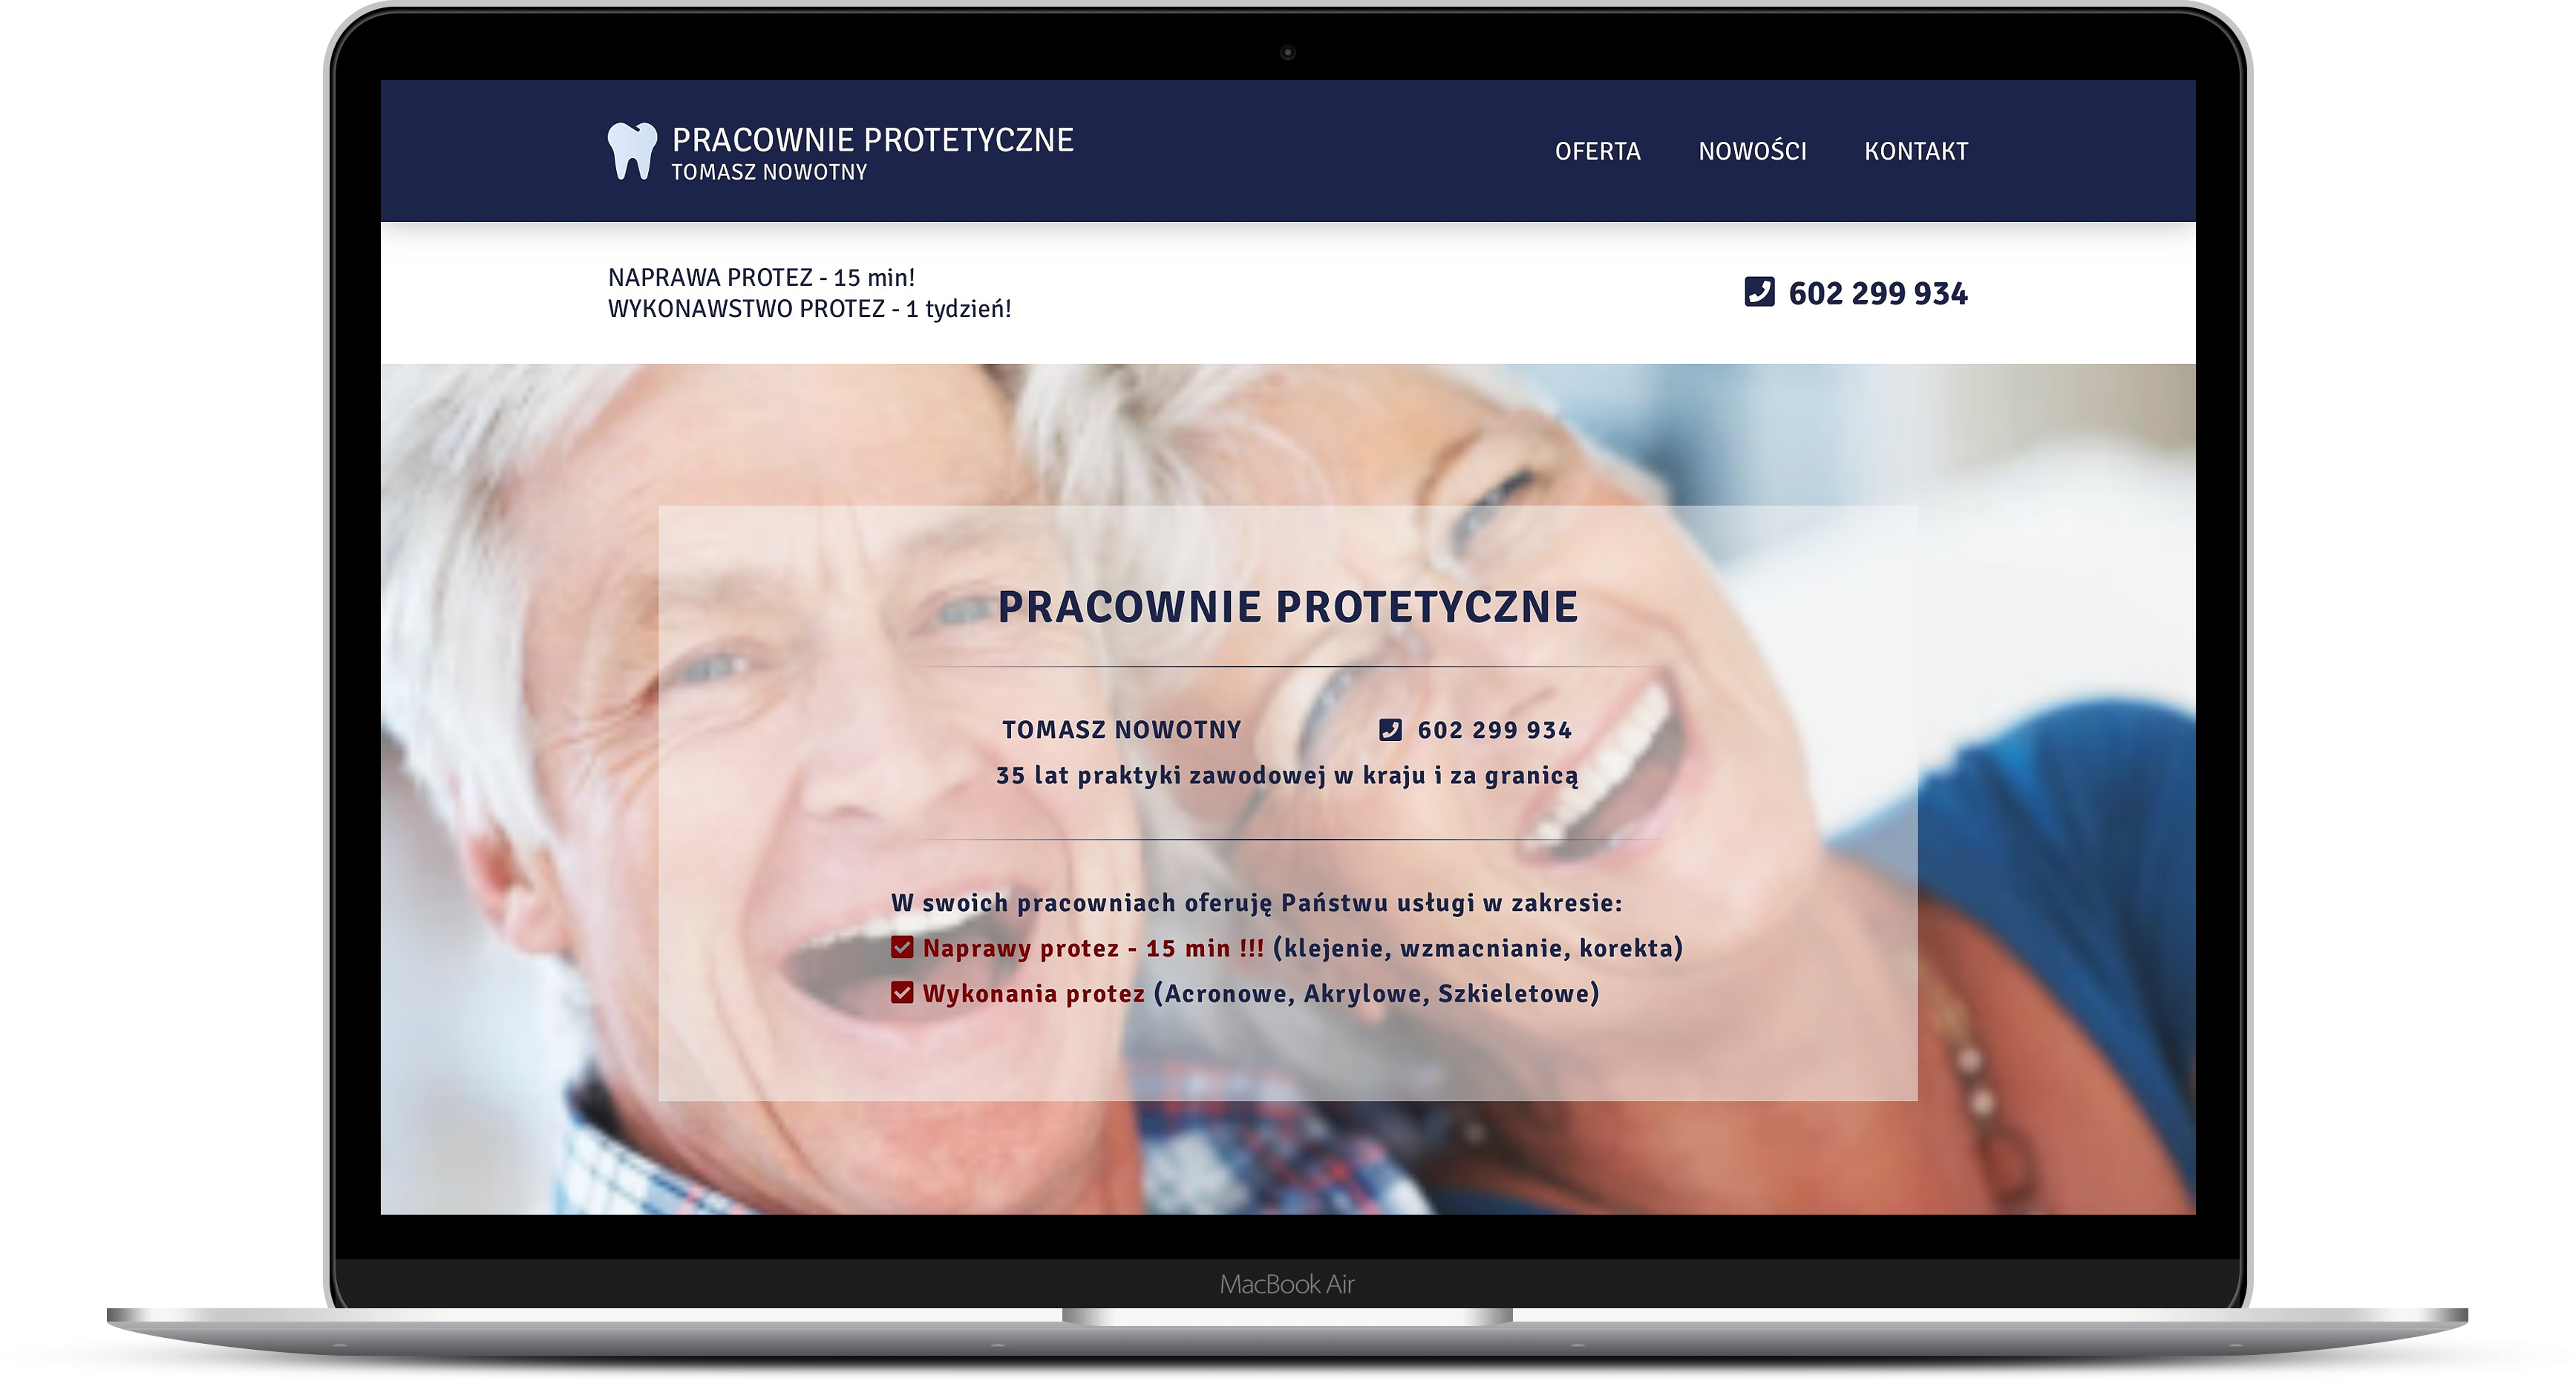 PRACOWNIE PROTETYCZNE
TOMASZ NOWOTNY
OFERTA NOWOŚCI KONTAKT
NAPRAWA PROTEZ - 15 min!
WYKONAWSTWO PROTEZ - 1 tydzień!
602 299 934
PRACOWNIE PROTETYCZNE
TOMASZ NOWOTNY 602 299 934
35 lat praktyki zawodowej w kraju i za granicą
W swoich pracowniach oferuję Państwu usługi w zakresie:
Naprawy protez - 15 min !!! (klejenie, wzmacnianie, korekta)
Wykonania protez (Acronowe, Akrylowe, Szkieletowe)
MacBook Air